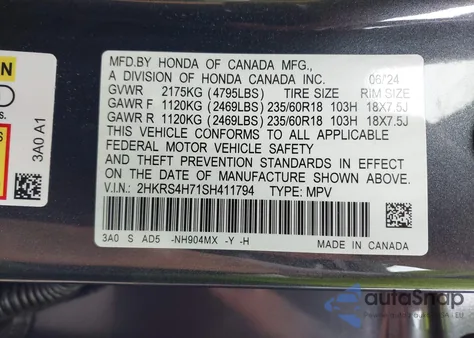 MFD.BY HONDA OF CANADA MFG.,
A DIVISION OF HONDA CANADA INC. 06/24
GVWR 2175KG (4795LBS) TIRE SIZE RIM SIZE
GAWR F 1120KG (2469LBS) 235/60R18 103H 18X7.5J
GAWR R 1120KG (2469LBS) 235/60R18 103H 18X7.5J
THIS VEHICLE CONFORMS TO ALL APPLICABLE
FEDERAL MOTOR VEHICLE SAFETY
AND THEFT PREVENTION STANDARDS IN EFFECT
ON THE DATE OF MANUFACTURE SHOWN ABOVE.
V.I.N.: 2HKRS4H71SH411794 TYPE: MPV
3A0 S AD5 -NH904MX -Y -H
MADE IN CANADA
3A0 A1
autoSnap